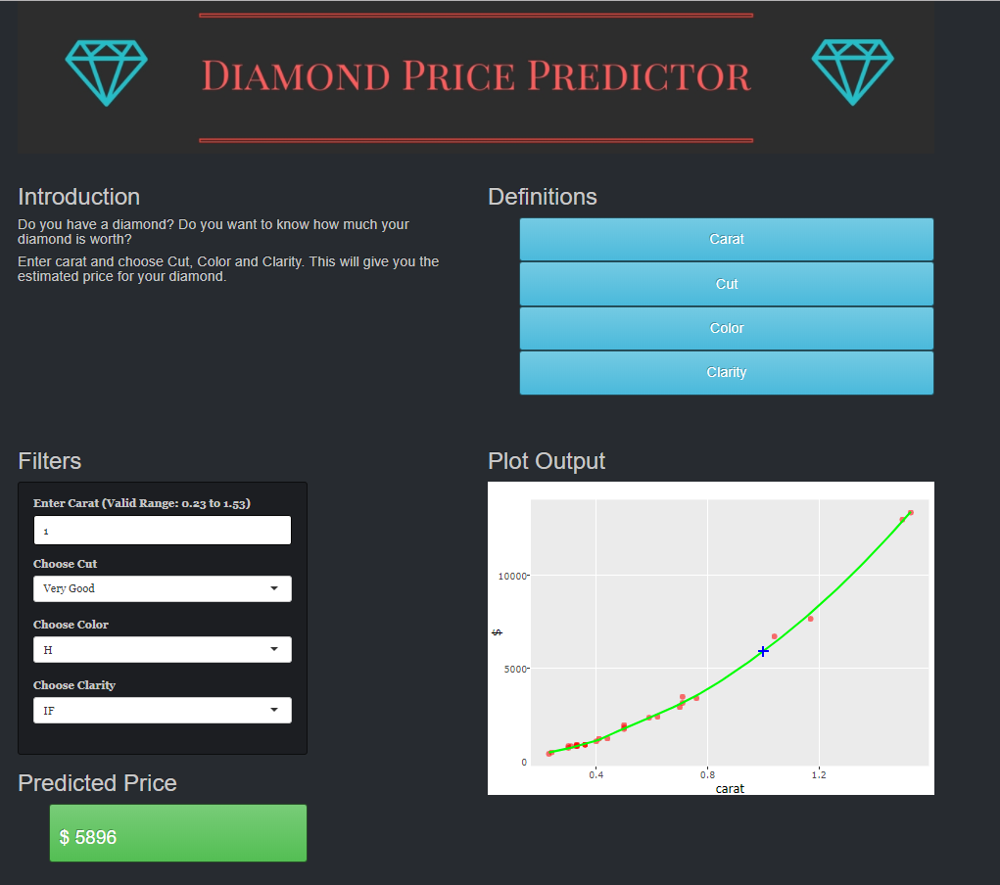 Diamond Price Predictor
Introduction
Do you have a diamond? Do you want to know how much your
diamond is worth?
Enter carat and choose Cut, Color and Clarity. This will give you the
estimated price for your diamond.
Definitions
Carat
Cut
Color
Clarity
Filters
Enter Carat (Valid Range: 0.23 to 1.53)
1
Choose Cut
Very Good
Choose Color
H
Choose Clarity
IF
Predicted Price
$ 5896
Plot Output
10000
$
5000
0
0.4 0.8 1.2
carat